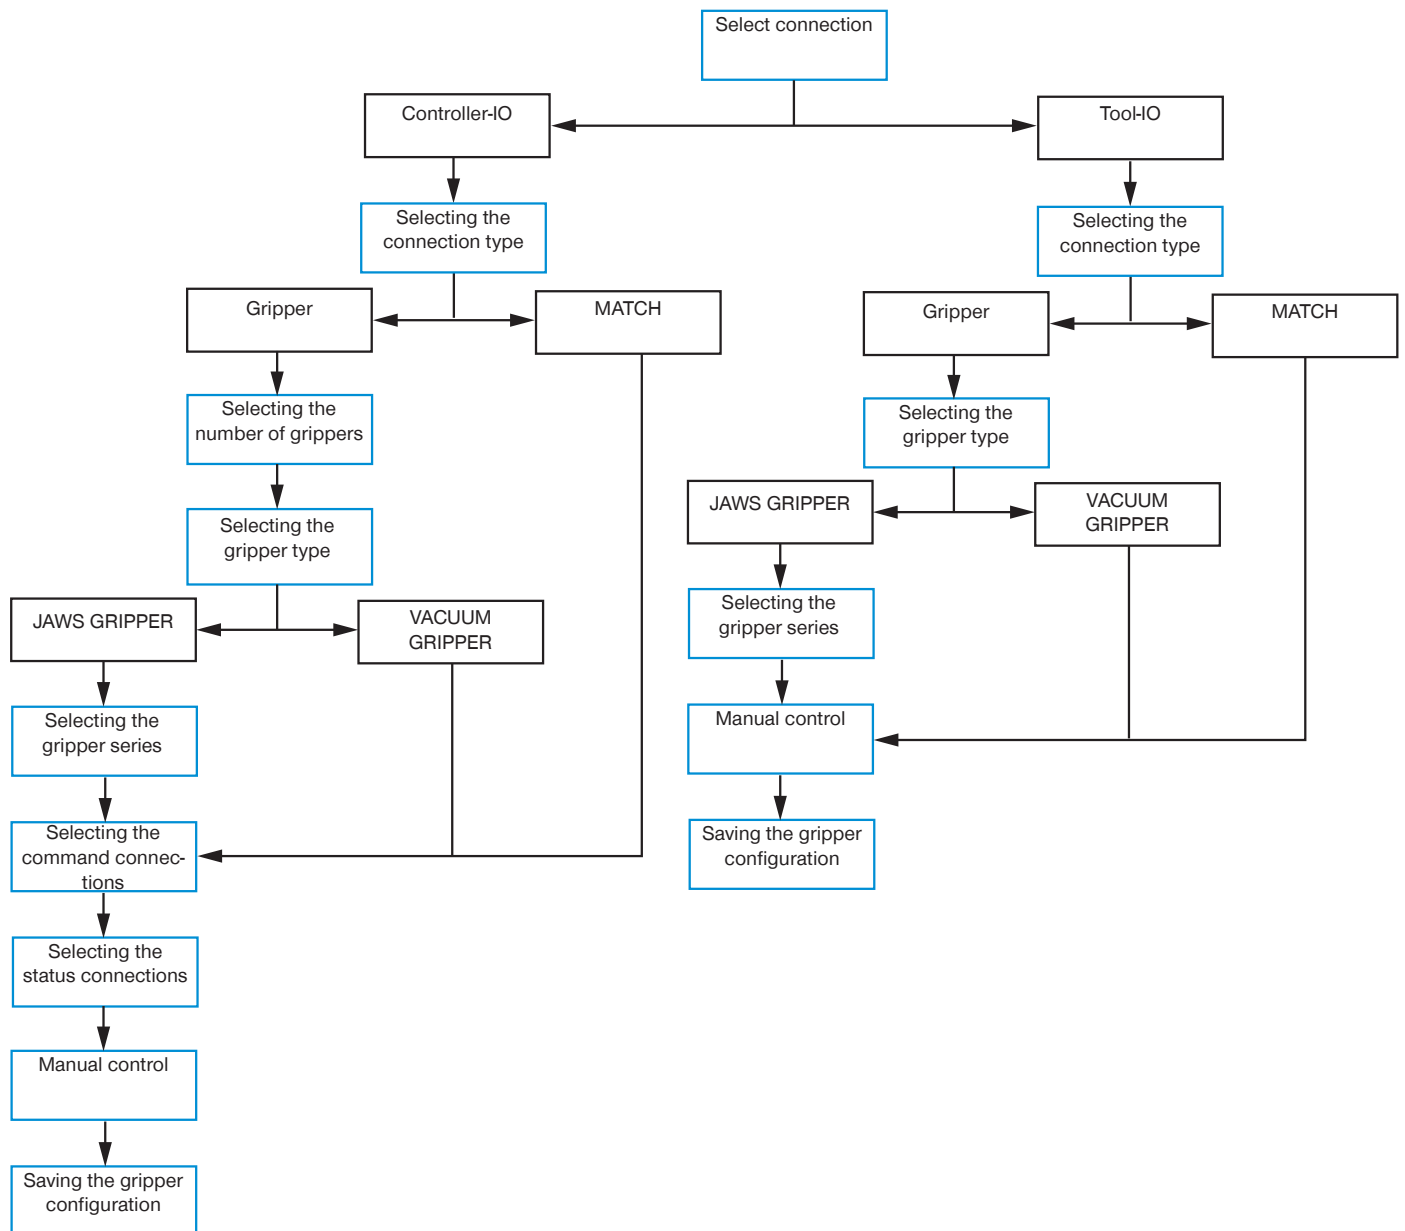 Select connection
Controller-IO
Tool-IO
Selecting the
connection type
Selecting the
connection type
Gripper
MATCH
Gripper
MATCH
Selecting the
number of grippers
Selecting the
gripper type
Selecting the
gripper type
JAWS GRIPPER
VACUUM
GRIPPER
JAWS GRIPPER
VACUUM
GRIPPER
Selecting the
gripper series
Selecting the
gripper series
Manual control
Selecting the
command connec-
tions
Saving the gripper
configuration
Selecting the
status connections
Manual control
Saving the gripper
configuration